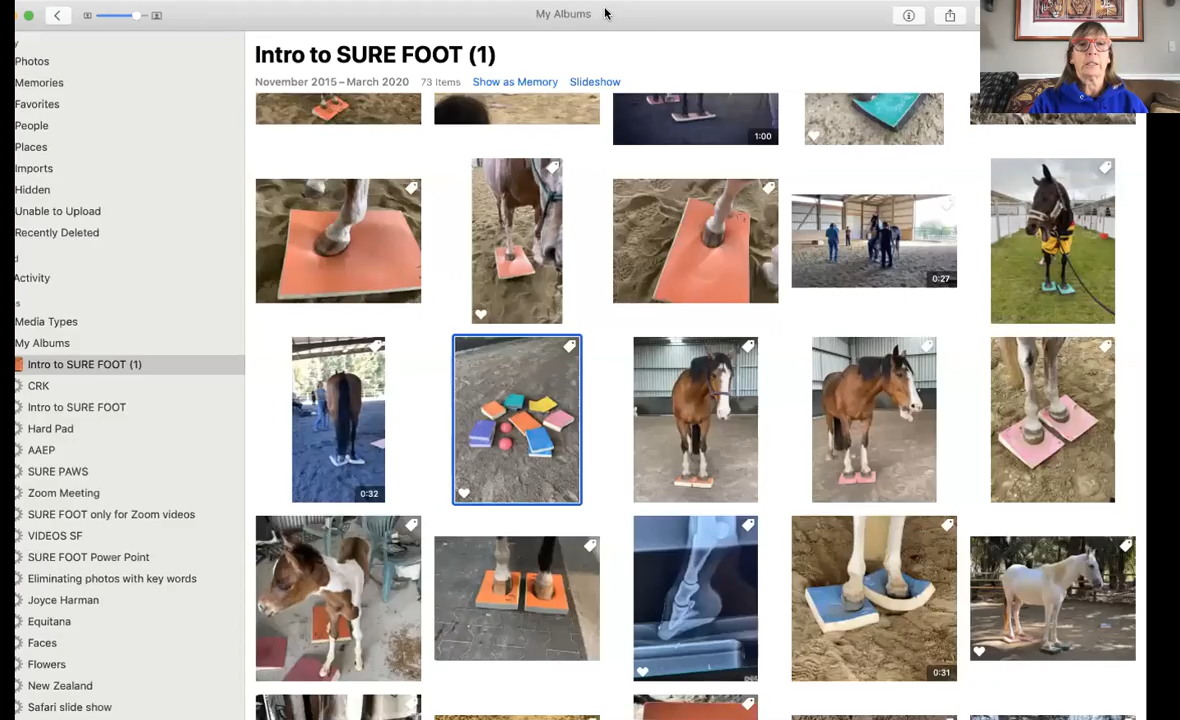 My Albums
Intro to SURE FOOT (1)
November 2015 – March 2020 73 Items Show as Memory Slideshow
Photos
Memories
Favorites
People
Places
Imports
Hidden
Unable to Upload
Recently Deleted
Activity
Media Types
My Albums
Intro to SURE FOOT (1)
CRK
Intro to SURE FOOT
Hard Pad
AAEP
SURE PAWS
Zoom Meeting
SURE FOOT only for Zoom videos
VIDEOS SF
SURE FOOT Power Point
Eliminating photos with key words
Joyce Harman
Equitana
Faces
Flowers
New Zealand
Safari slide show
1:00
0:27
0:32
0:31